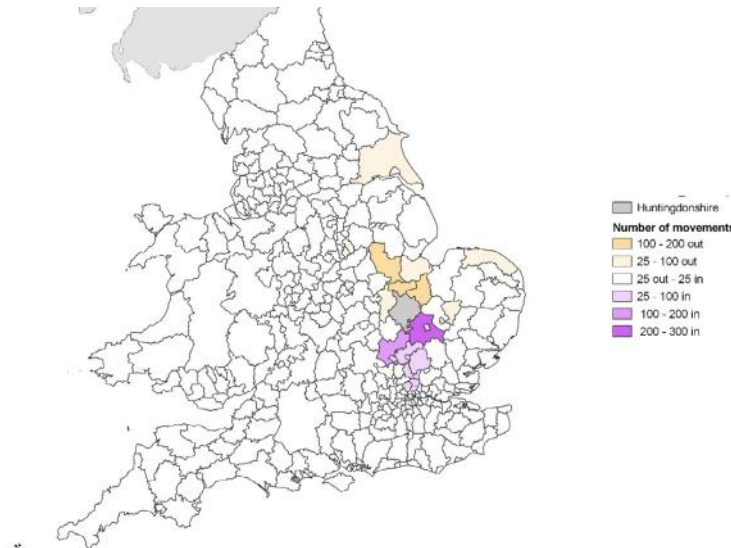 Huntingdonshire
Number of movements
100 - 200 out
25 - 100 out
25 out - 25 in
25 - 100 in
100 - 200 in
200 - 300 in